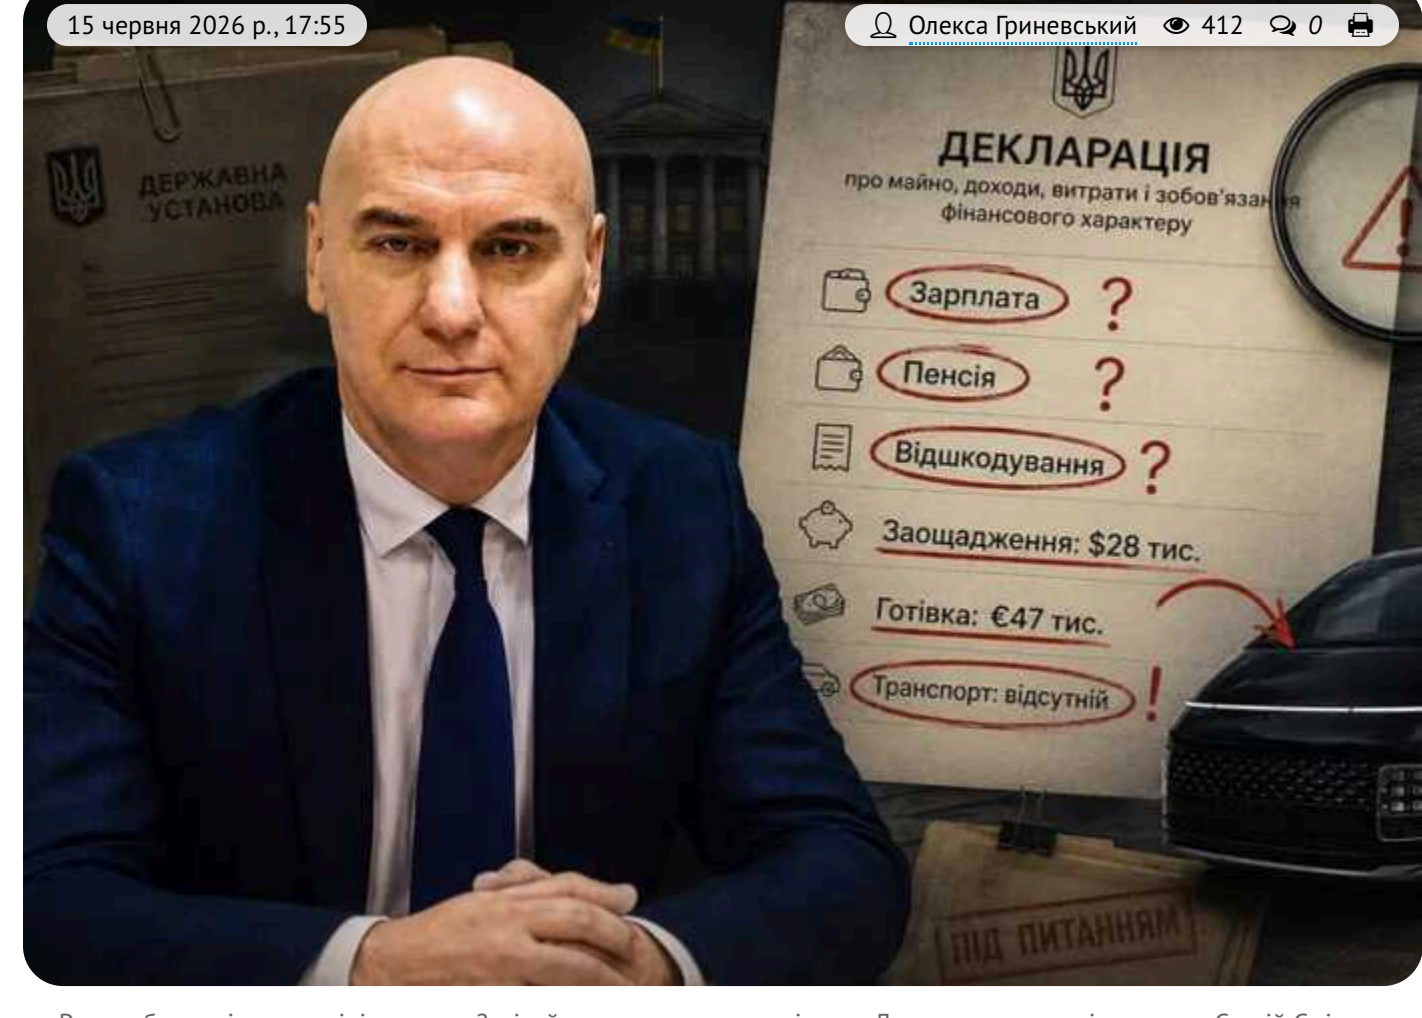 15 червня 2026 р., 17:55
Олекса Гриневський 412 0
ДЕРЖАВНА
УСТАНОВА
ДЕКЛАРАЦІЯ
про майно, доходи, витрати і зобов'язання
фінансового характеру
Зарплата ?
Пенсія ?
Відшкодування ?
Заощадження: $28 тис.
Готівка: €47 тис.
Транспорт: відсутній !
ПІД ПИТАННЯМ